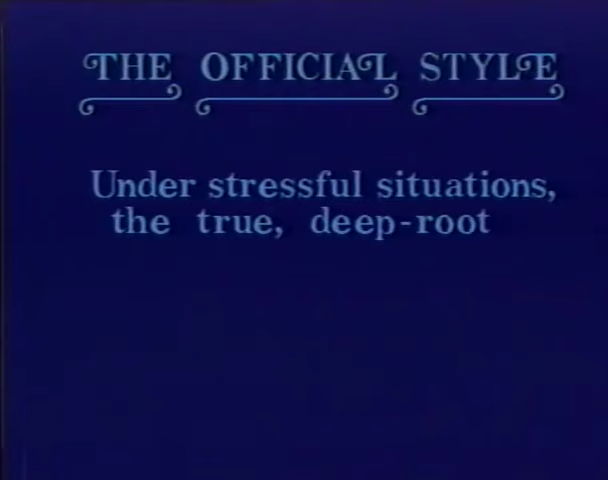 THE OFFICIAL STYLE
Under stressful situations,
the true, deep-root